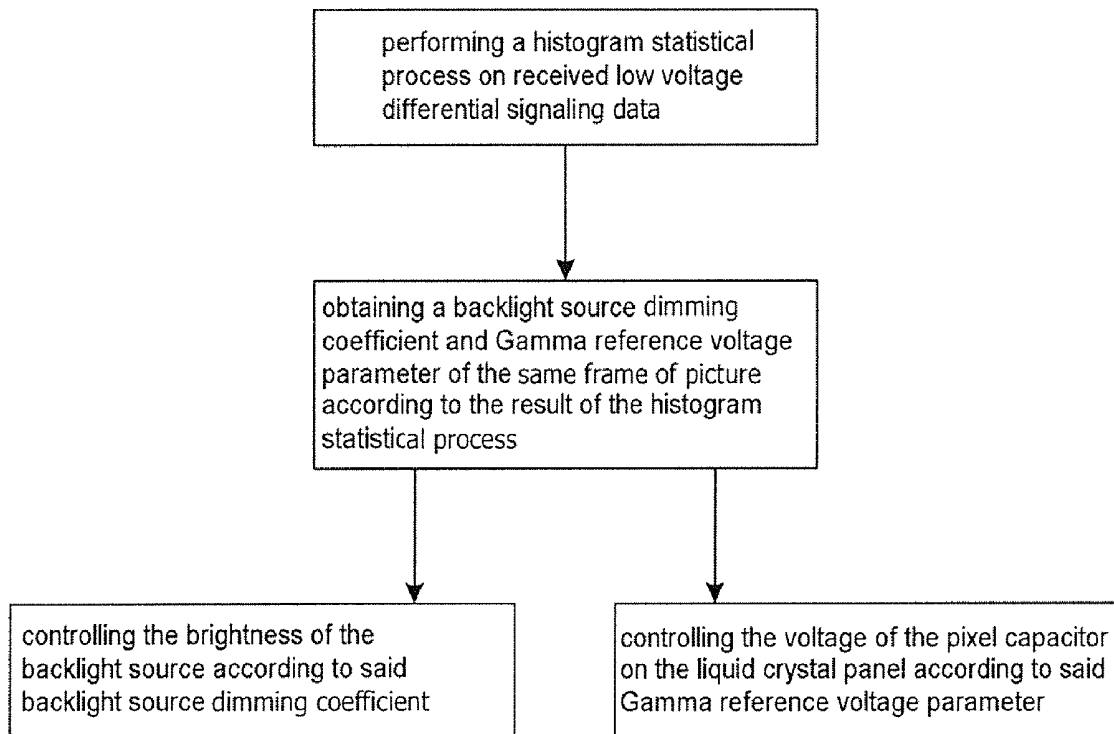 performing a histogram statistical
process on received low voltage
differential signaling data
obtaining a backlight source dimming
coefficient and Gamma reference voltage
parameter of the same frame of picture
according to the result of the histogram
statistical process
controlling the brightness of the
backlight source according to said
backlight source dimming coefficient
controlling the voltage of the pixel capacitor
on the liquid crystal panel according to said
Gamma reference voltage parameter